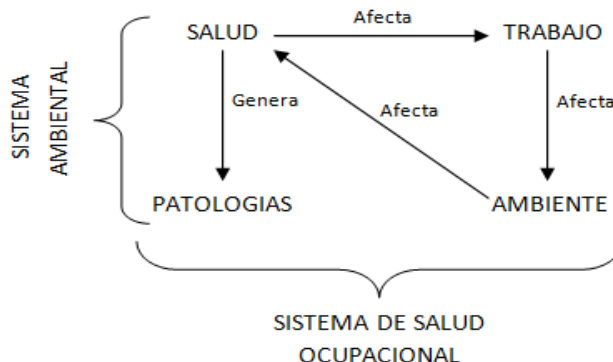 SALUD
Afecta
TRABAJO
Genera
Afecta
Afecta
SISTEMA
AMBIENTAL
PATOLOGIAS
AMBIENTE
SISTEMA DE SALUD
OCUPACIONAL